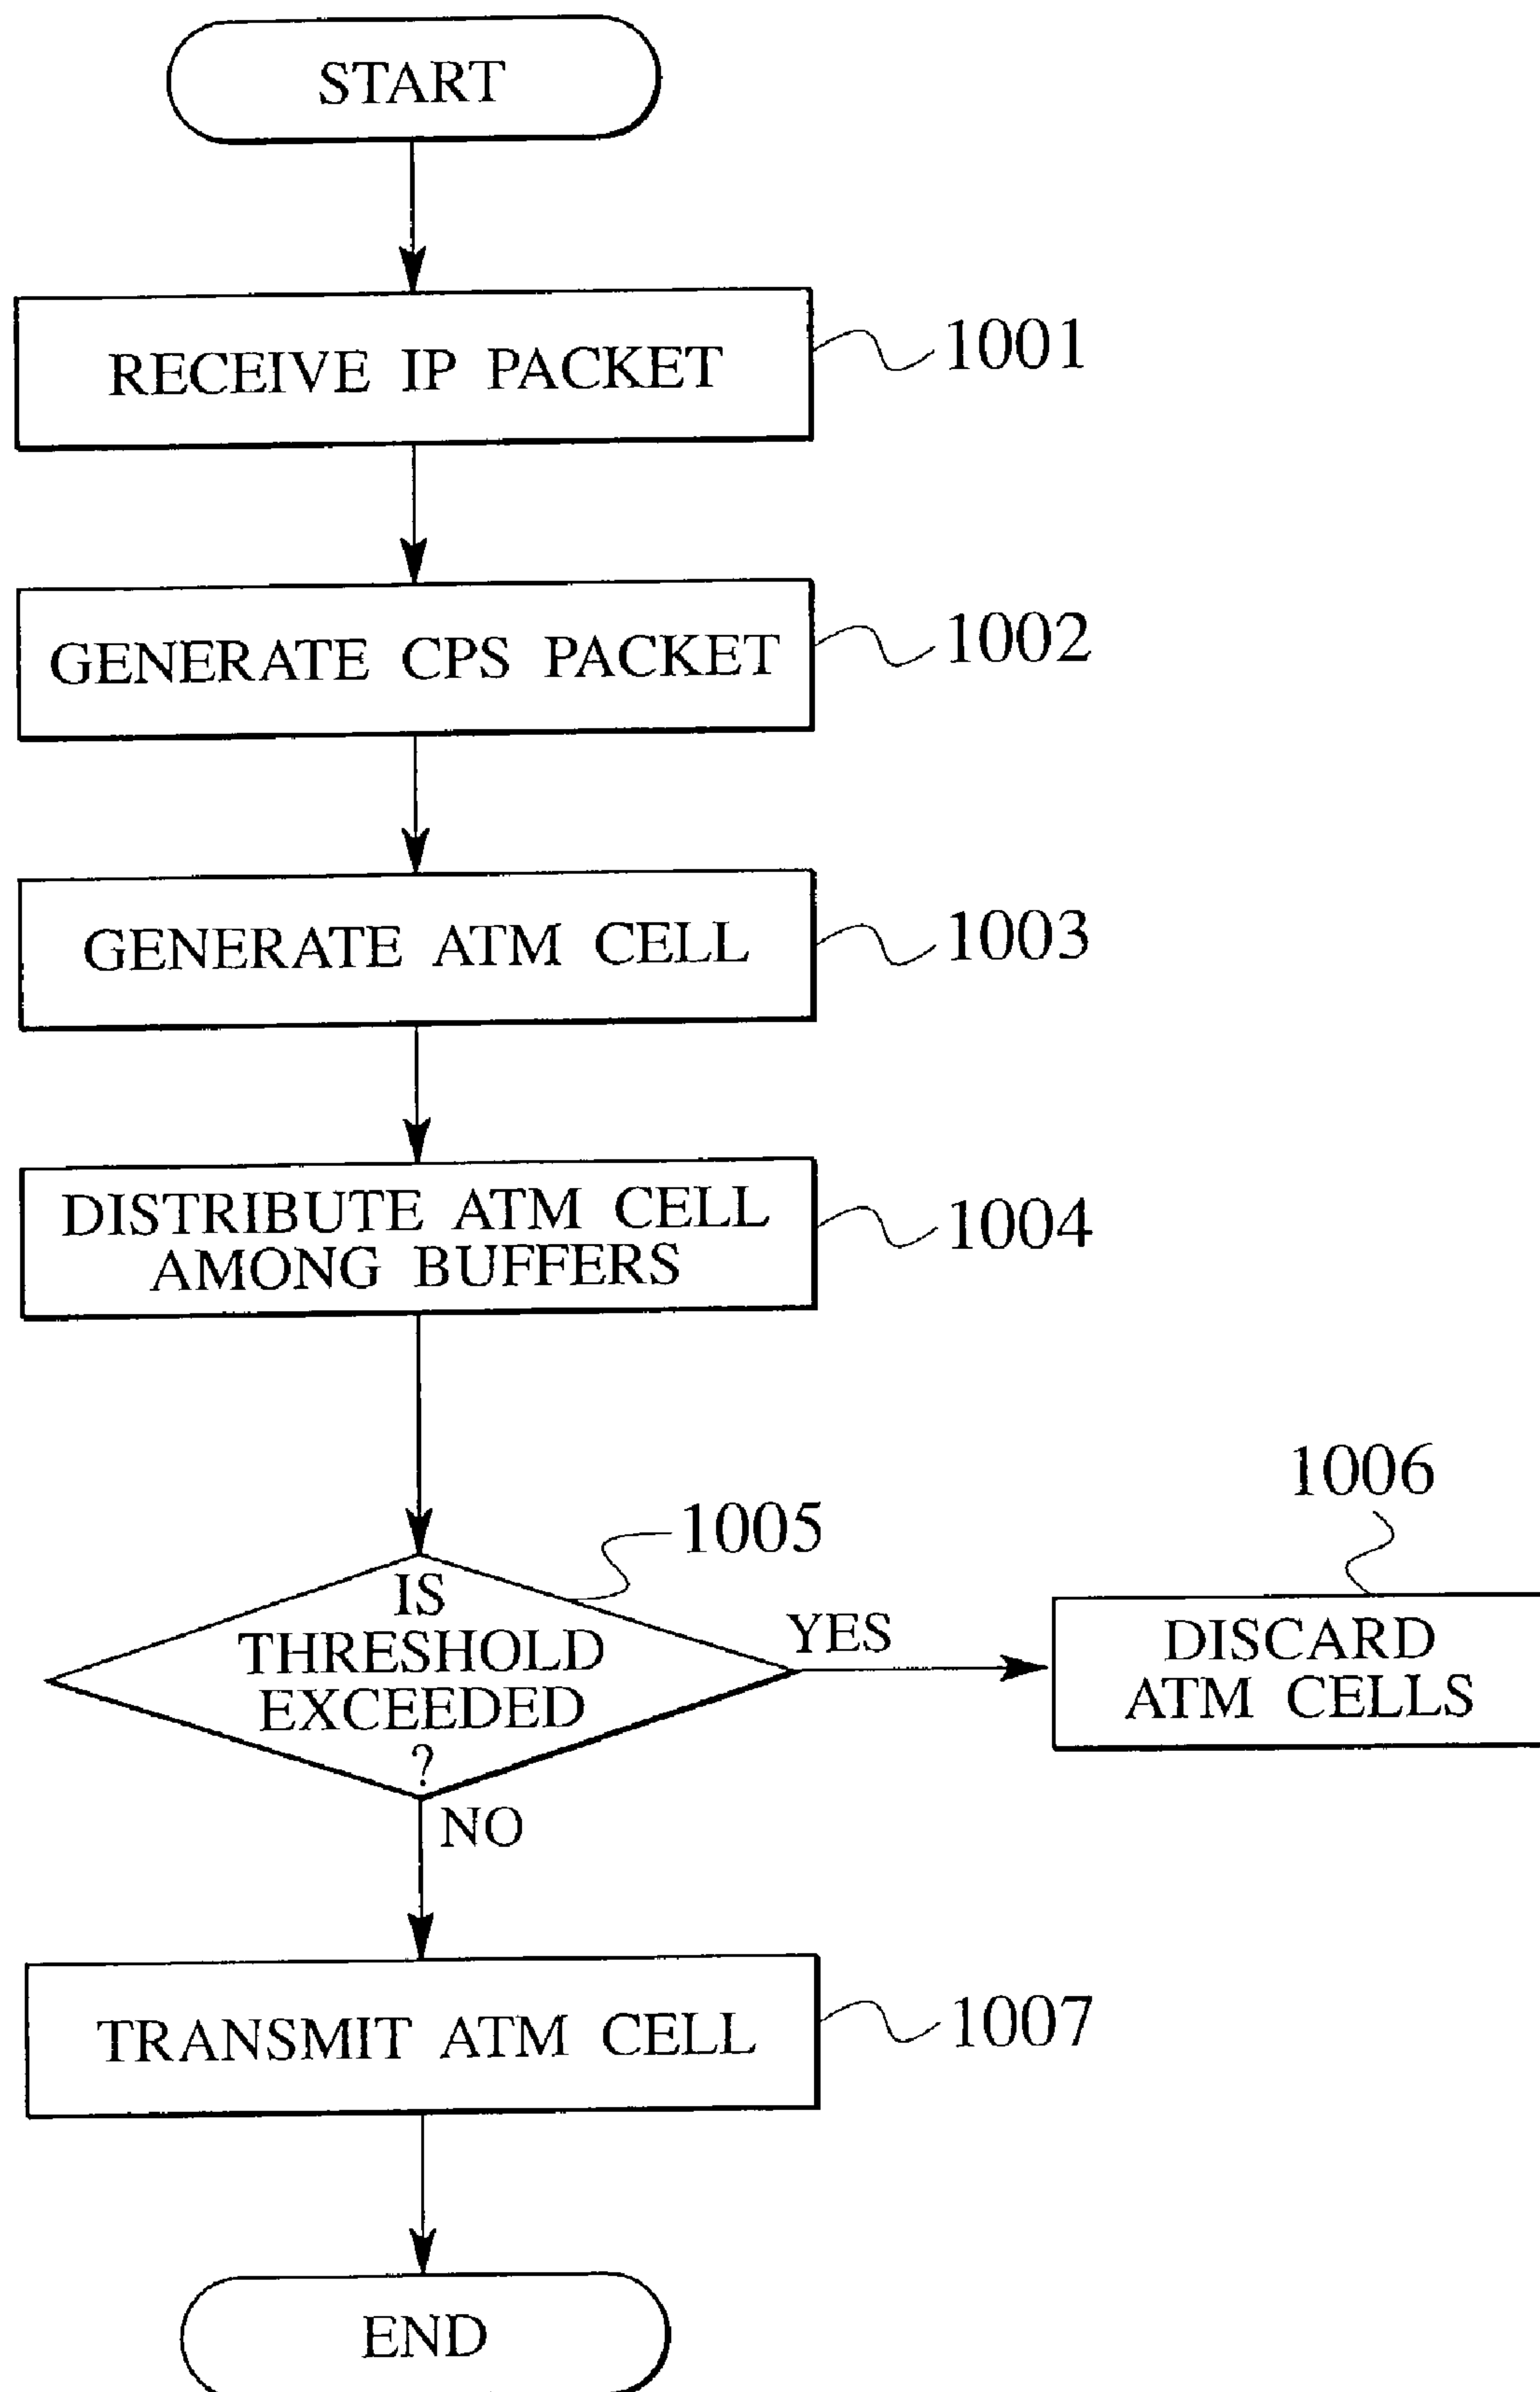 START
RECEIVE IP PACKET
1001
GENERATE CPS PACKET
1002
GENERATE ATM CELL
1003
DISTRIBUTE ATM CELL
AMONG BUFFERS
1004
1005
IS
THRESHOLD
EXCEEDED
?
YES
1006
DISCARD
ATM CELLS
NO
TRANSMIT ATM CELL
1007
END